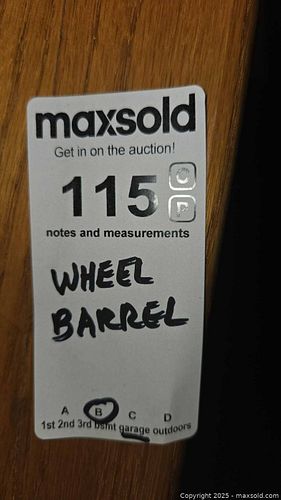 maxsold
Get in on the auction!
115 C
P
notes and measurements
WHEEL
BARREL
A B C D
1st 2nd 3rd bsmt garage outdoors
Copyright 2025 - maxsold.com